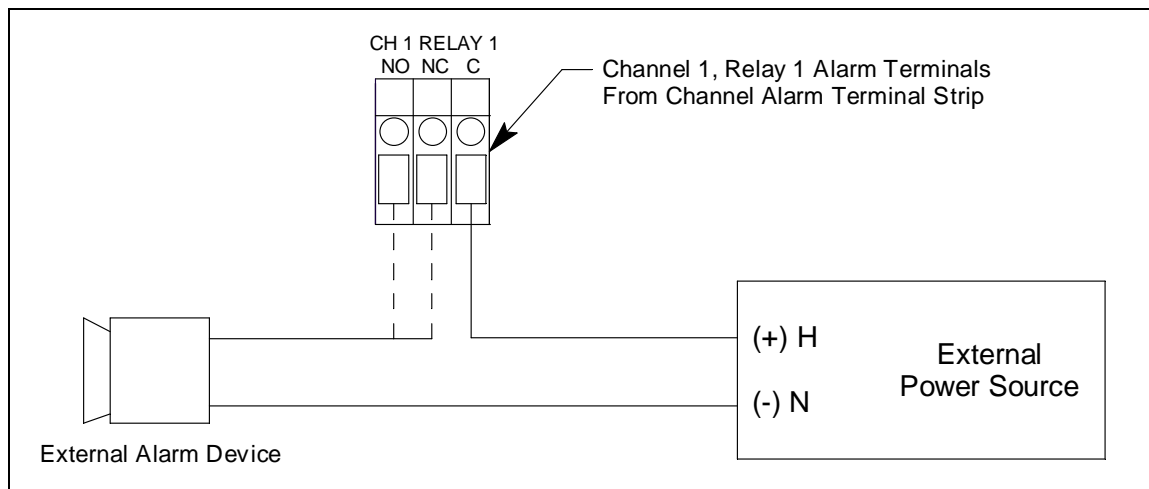 CH 1 RELAY 1
NO NC C
Channel 1, Relay 1 Alarm Terminals
From Channel Alarm Terminal Strip
(+) H
(-) N
External
Power Source
External Alarm Device